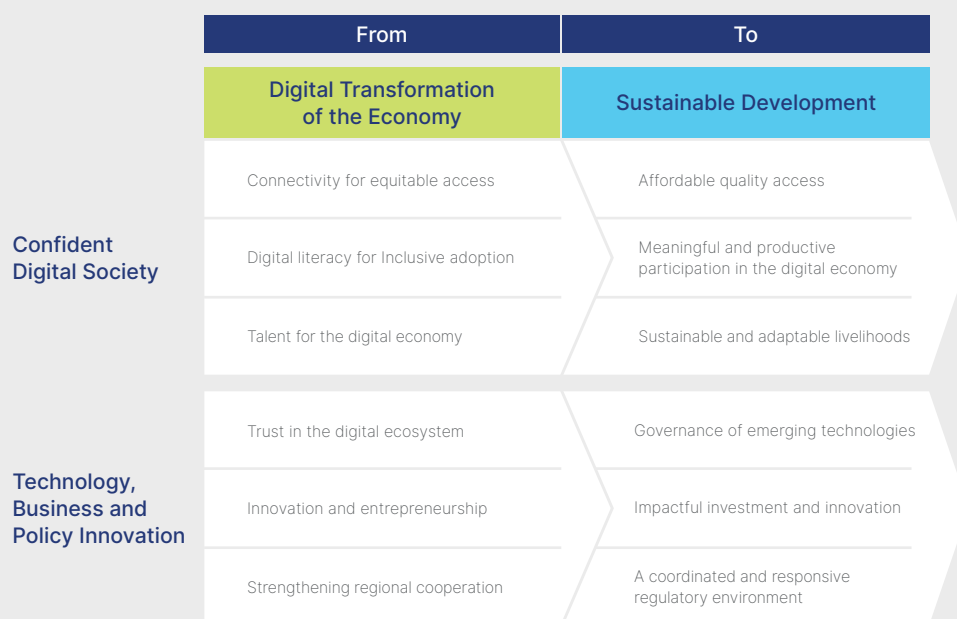 From
To
Digital Transformation
of the Economy
Sustainable Development
Confident
Digital Society
Connectivity for equitable access
Affordable quality access
Digital literacy for Inclusive adoption
Meaningful and productive
participation in the digital economy
Talent for the digital economy
Sustainable and adaptable livelihoods
Technology,
Business and
Policy Innovation
Trust in the digital ecosystem
Governance of emerging technologies
Innovation and entrepreneurship
Impactful investment and innovation
Strengthening regional cooperation
A coordinated and responsive
regulatory environment